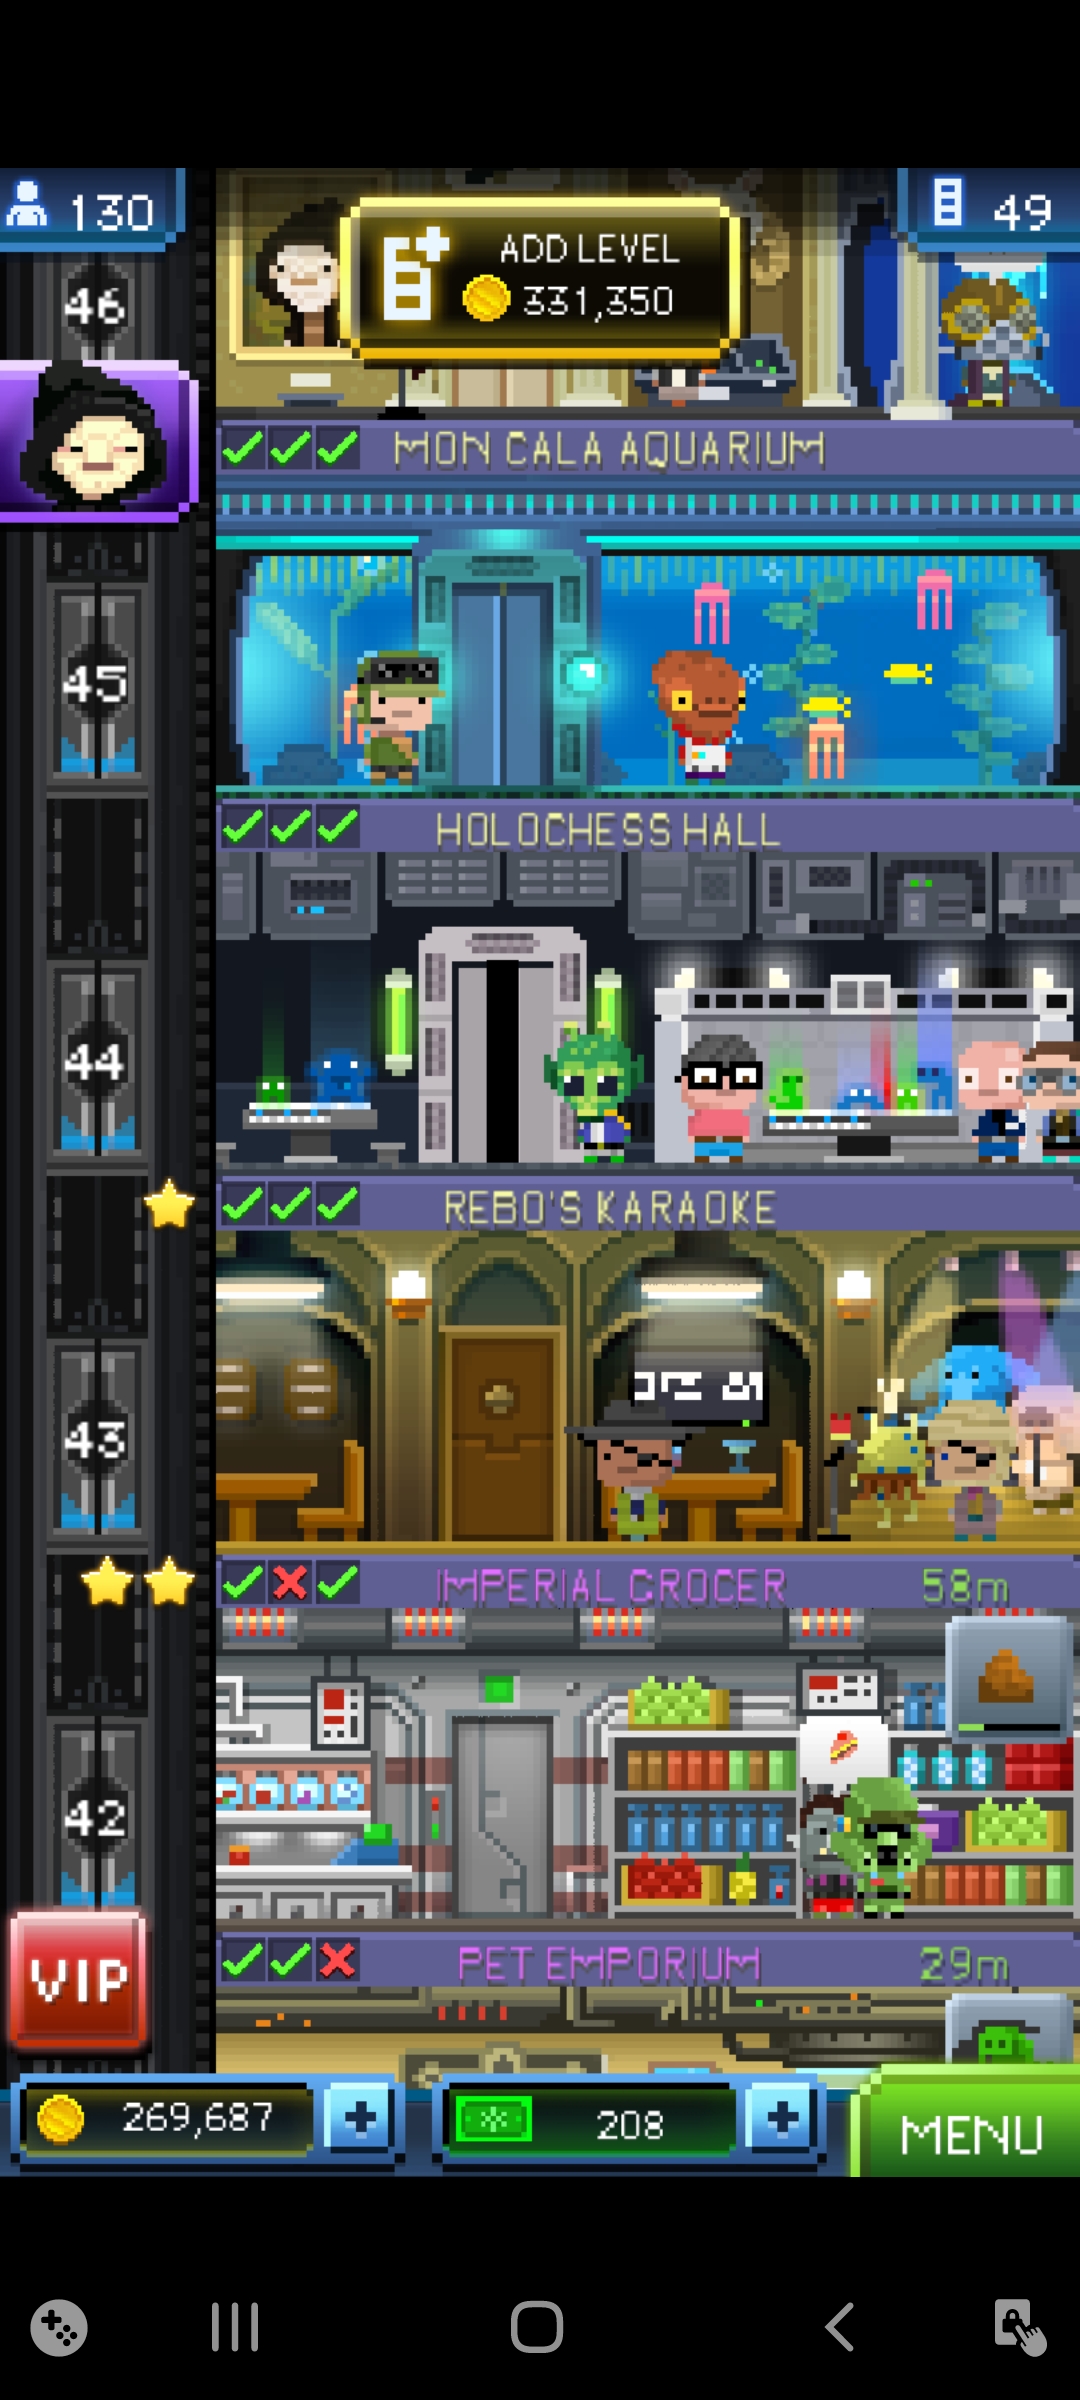 130
49
ADD LEVEL
331,350
46
MON CALA AQUARIUM
45
HOLOCHESS HALL
44
REBO'S KARAOKE
43
IMPERIAL GROCER 58m
42
VIP
PET EMPORIUM 29m
269,687 +
208 +
MENU